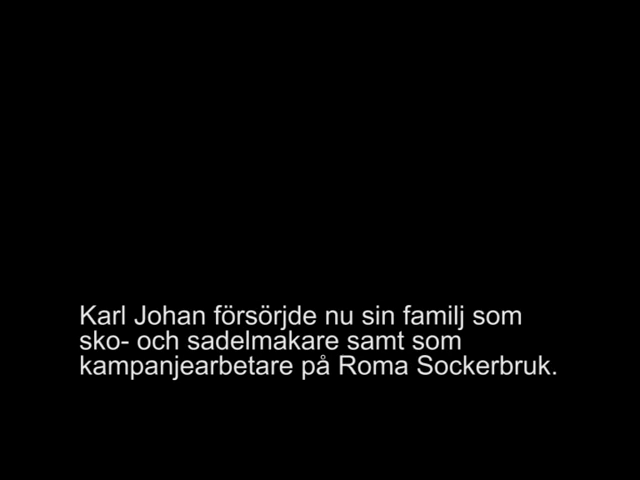 Karl Johan försörjde nu sin familj som
sko- och sadelmakare samt som
kampanjearbetare på Roma Sockerbruk.